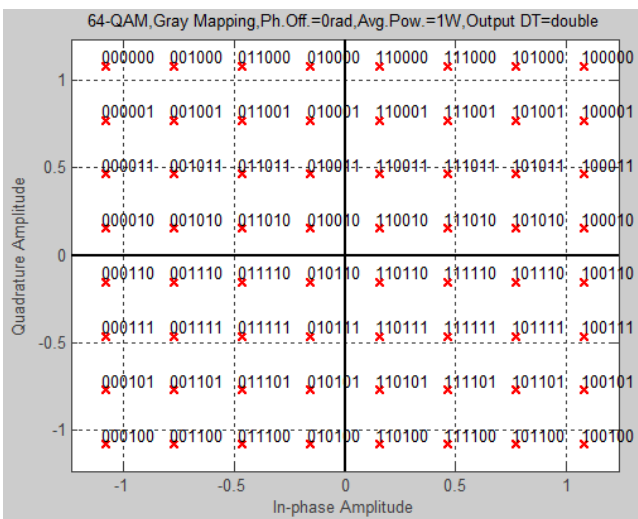 64-QAM,Gray Mapping,Ph.Off.=0rad,Avg.Pow.=1W,Output DT=double
000000 001000 011000 010000 110000 111000 101000 100000
1
000001 001001 011001 010001 110001 111001 101001 100001
0.5
000011 001011 011011 010011 110011 111011 101011 100011
000010 001010 011010 010010 110010 111010 101010 100010
0
000110 001110 011110 010110 110110 111110 101110 100110
000111 001111 011111 010111 110111 111111 101111 100111
-0.5
000101 001101 011101 010101 110101 111101 101101 100101
-1
000100 001100 011100 010100 110100 111100 101100 100100
-1 -0.5 0 0.5 1
In-phase Amplitude
Quadrature Amplitude